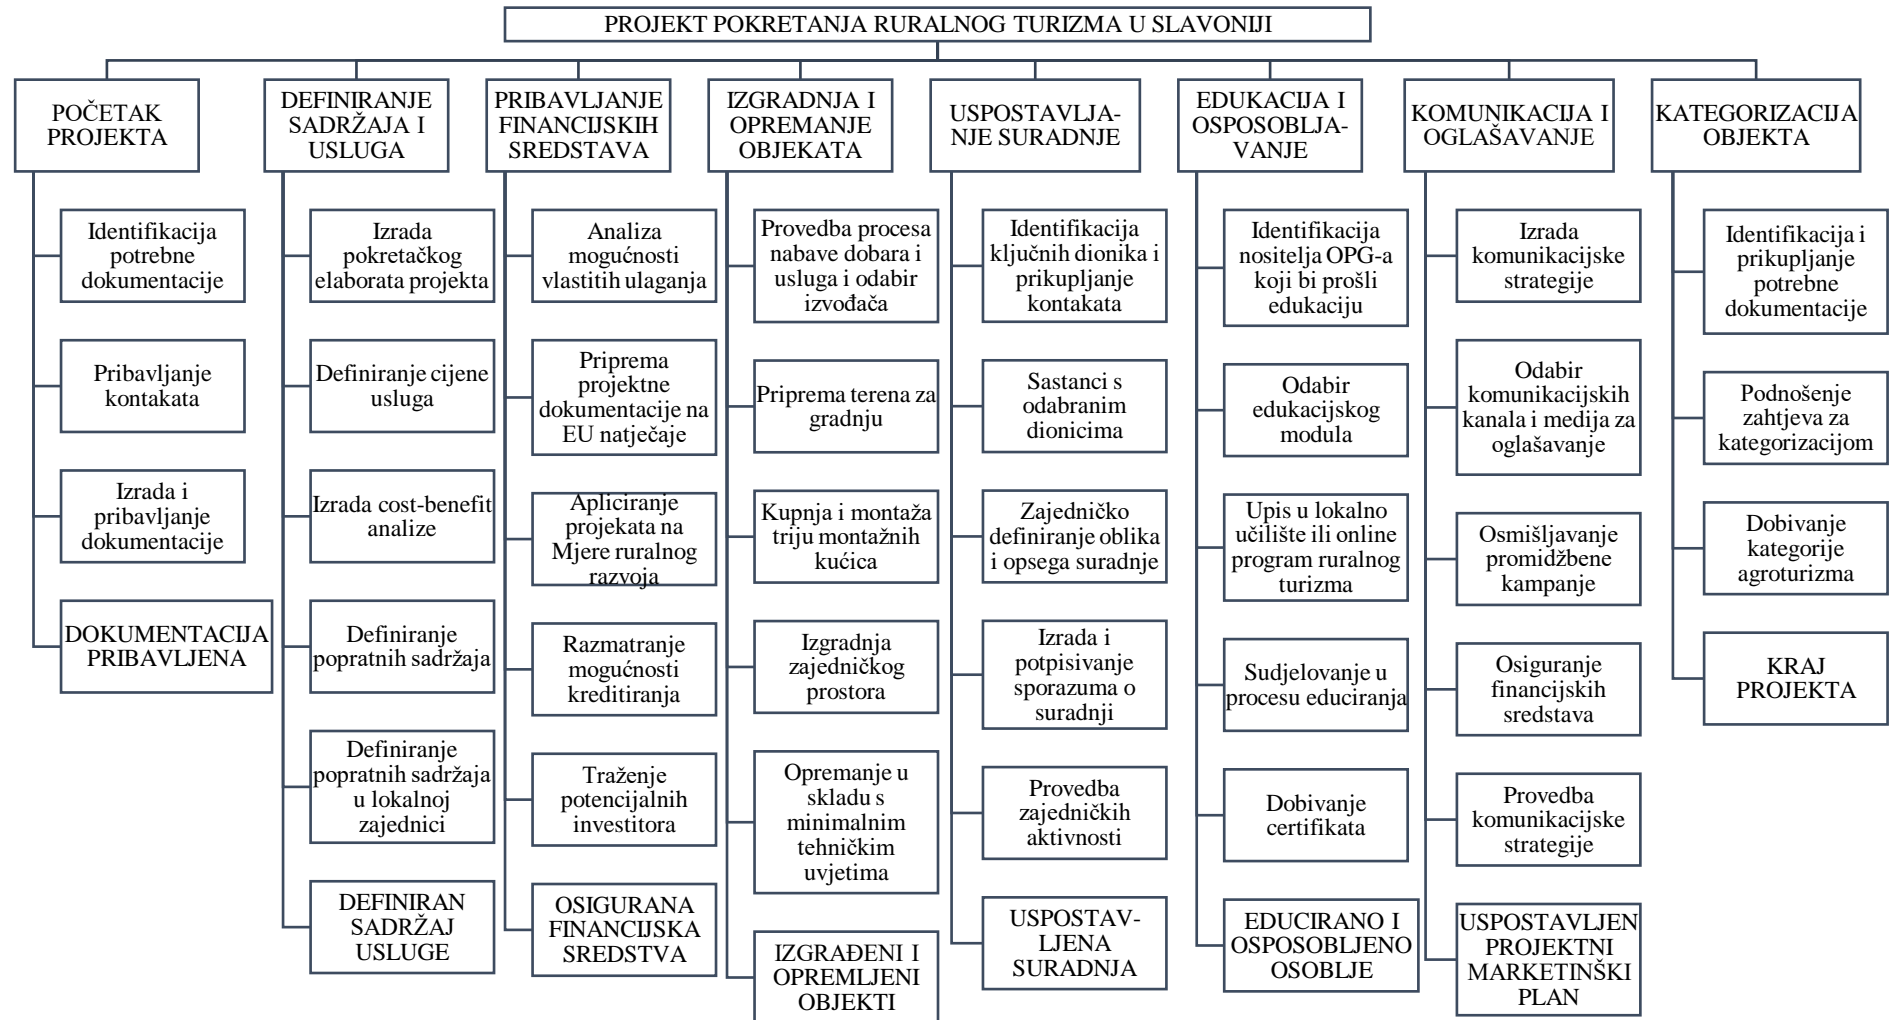 PROJEKT POKRETANJA RURALNOG TURIZMA U SLAVONIJI
POČETAK
PROJEKTA
Identifikacija
potrebne
dokumentacije
Pribavljanje
kontakata
Izrada i
pribavljanje
dokumentacije
DOKUMENTACIJA
PRIBAVLJENA
DEFINIRANJE
SADRŽAJA I
USLUGA
Izrada
pokretačkog
elaborata projekta
Definiranje cijene
usluga
Izrada cost-benefit
analize
Definiranje
popratnih sadržaja
Definiranje
popratnih sadržaja
u lokalnoj
zajednici
DEFINIRAN
SADRŽAJ
USLUGE
PRIBAVLJANJE
FINANCIJSKIH
SREDSTAVA
Analiza
mogućnosti
vlastitih ulaganja
Priprema
projektne
dokumentacije na
EU natječaje
Apliciranje
projekata na
Mjere ruralnog
razvoja
Razmatranje
mogućnosti
kreditiranja
Traženje
potencijalnih
investitora
OSIGURANA
FINANCIJSKA
SREDSTVA
IZGRADNJA I
OPREMANJE
OBJEKATA
Provedba procesa
nabave dobara i
usluga i odabir
izvođača
Priprema terena za
gradnju
Kupnja i montaža
triju montažnih
kućica
Izgradnja
zajedničkog
prostora
Opremanje u
skladu s
minimalnim
tehničkim
uvjetima
IZGRAĐENI I
OPREMLJENI
OBJEKTI
USPOSTAVLJA-
NJE SURADNJE
Identifikacija
ključnih dionika i
prikupljanje
kontakata
Sastanci s
odabranim
dionicima
Zajedničko
definiranje oblika
i opsega suradnje
Izrada i
potpisivanje
sporazuma o
suradnji
Provedba
zajedničkih
aktivnosti
USPOSTAV-
LJENA
SURADNJA
EDUKACIJA I
OSPOSOBLJA-
VANJE
Identifikacija
nositelja OPG-a
koji bi prošli
edukaciju
Odabir
edukacijskog
modula
Upis u lokalno
učilište ili online
program ruralnog
turizma
Sudjelovanje u
procesu educiranja
Dobivanje
certifikata
EDUCIRANO I
OSPOSOBLJENO
OSOBLJE
KOMUNIKACIJA I
OGLAŠAVANJE
Izrada
komunikacijske
strategije
Odabir
komunikacijskih
kanala i medija za
oglašavanje
Osmišljavanje
promidžbene
kampanje
Osiguranje
financijskih
sredstava
Provedba
komunikacijske
strategije
USPOSTAVLJEN
PROJEKTNI
MARKETINŠKI
PLAN
KATEGORIZACIJA
OBJEKTA
Identifikacija i
prikupljanje
potrebne
dokumentacije
Podnošenje
zahtjeva za
kategorizacijom
Dobivanje
kategorije
agroturizma
KRAJ
PROJEKTA